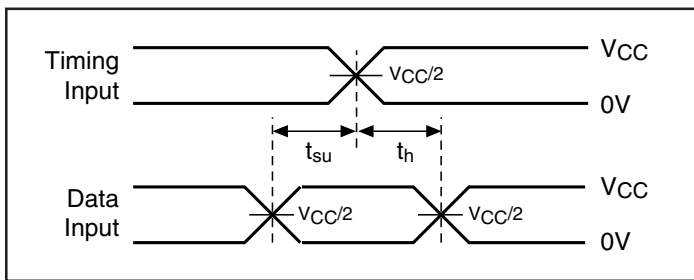 Timing
Input
VCC
VCC/2
0V
tsu
th
Data
Input
VCC
VCC/2
VCC/2
0V